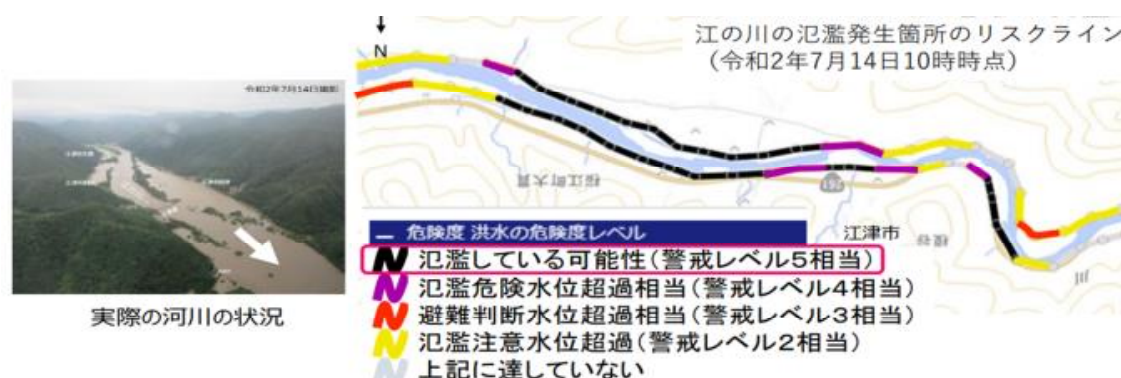 江の川の氾濫発生箇所のリスクライン
(令和2年7月14日10時時点)
N
令和2年7月14日撮影
桜江町大貫
261
江津市
危険度 洪水の危険度レベル
氾濫している可能性(警戒レベル5相当)
氾濫危険水位超過相当(警戒レベル4相当)
避難判断水位超過相当(警戒レベル3相当)
氾濫注意水位超過(警戒レベル2相当)
上記に達していない
川
実際の河川の状況